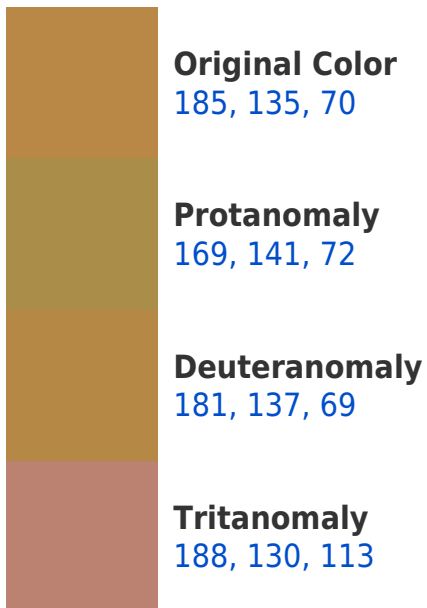 Original Color
185, 135, 70
Protanomaly
169, 141, 72
Deuteranomaly
181, 137, 69
Tritanomaly
188, 130, 113